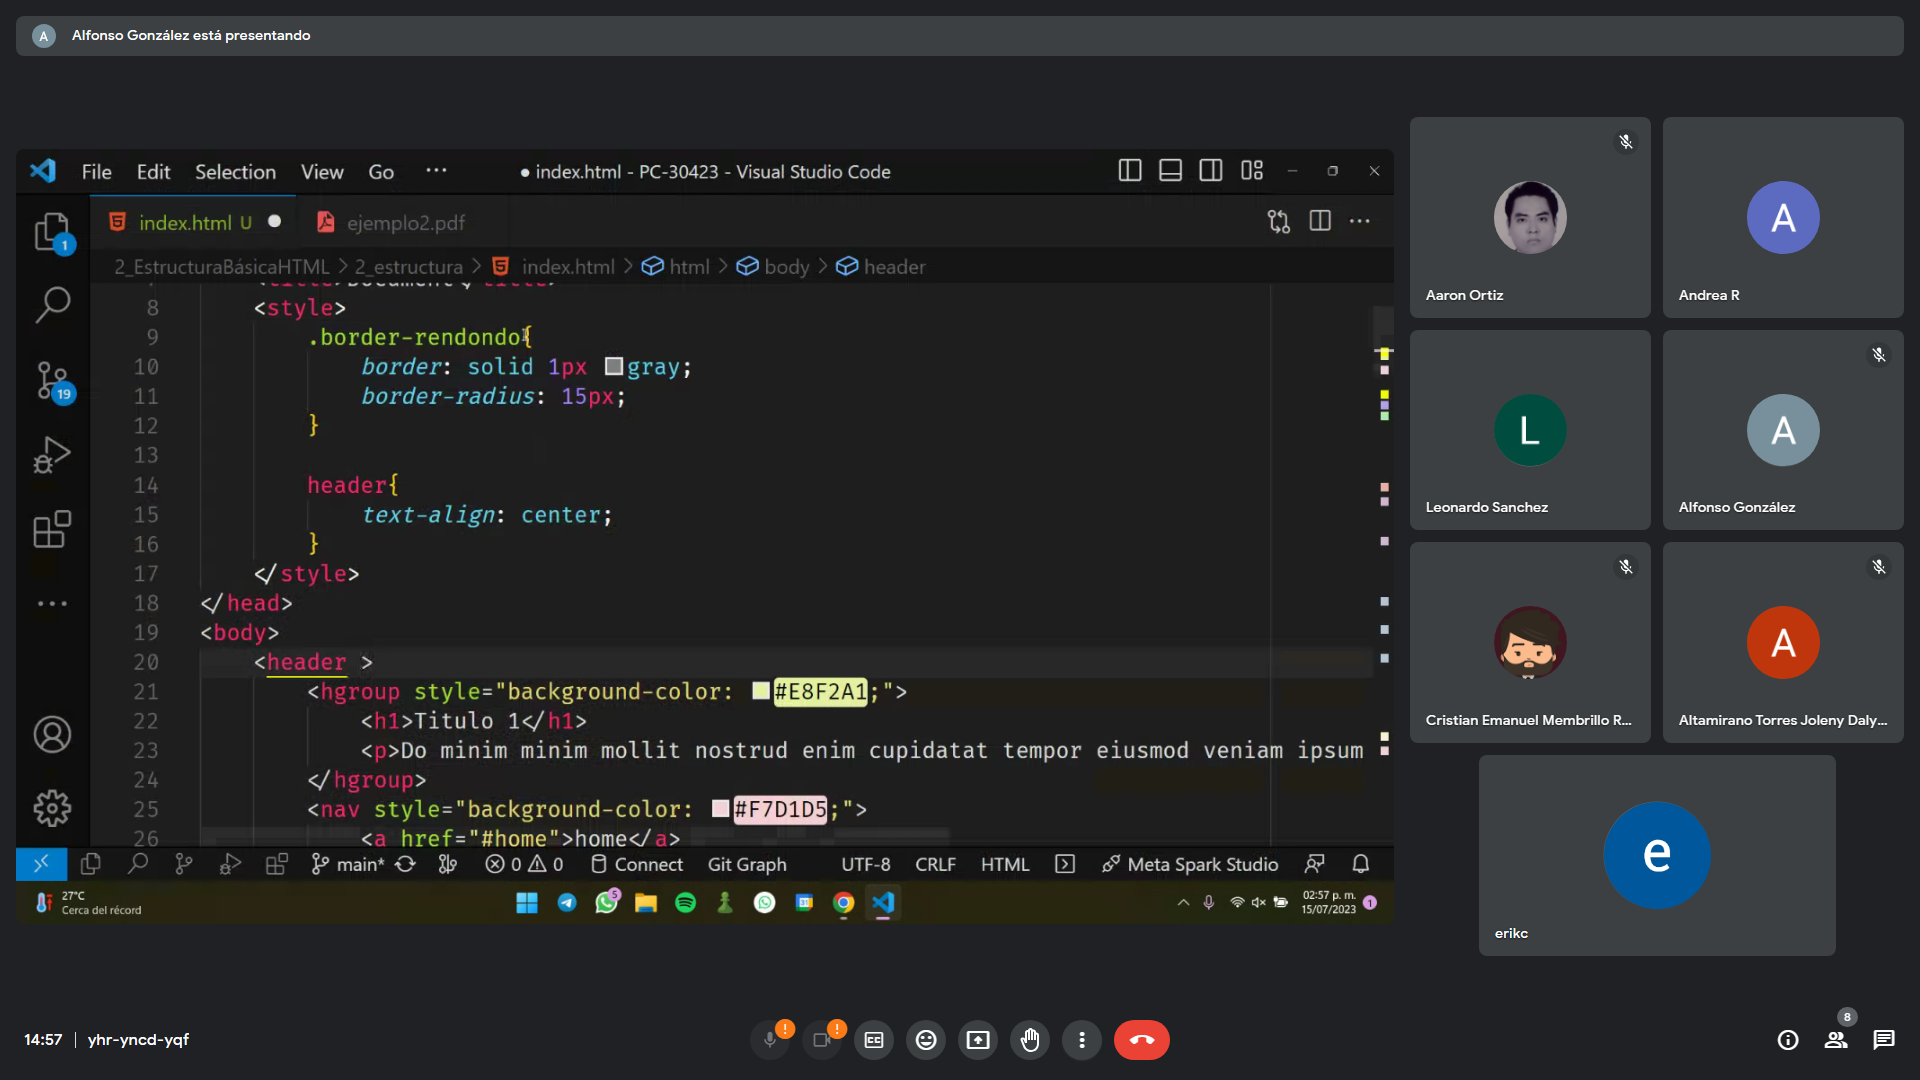 A Alfonso González está presentando
File Edit Selection View Go ··· ● index.html - PC-30423 - Visual Studio Code
index.html U ● ejemplo2.pdf
2_EstructuraBásicaHTML > 2_estructura > index.html > html > body > header
8 <style>
9 .border-rendondo{
10 border: solid 1px gray;
11 border-radius: 15px;
12 }
13
14 header{
15 text-align: center;
16 }
17 </style>
18 </head>
19 <body>
20 <header >
21 <hgroup style="background-color: #E8F2A1;">
22 <h1>Titulo 1</h1>
23 <p>Do minim minim mollit nostrud enim cupidatat tempor eiusmod veniam ipsum
24 </hgroup>
25 <nav style="background-color: #F7D1D5;">
26 <a href="#home">home</a>
1
19
main* 0 0 Connect Git Graph UTF-8 CRLF HTML Meta Spark Studio
27°C
Cerca del récord
5
02:57 p. m.
15/07/2023
1
Aaron Ortiz
A
Andrea R
L
Leonardo Sanchez
A
Alfonso González
Cristian Emanuel Membrillo R...
A
Altamirano Torres Joleny Daly...
e
erikc
14:57 | yhr-yncd-yqf
!
!
CC
8